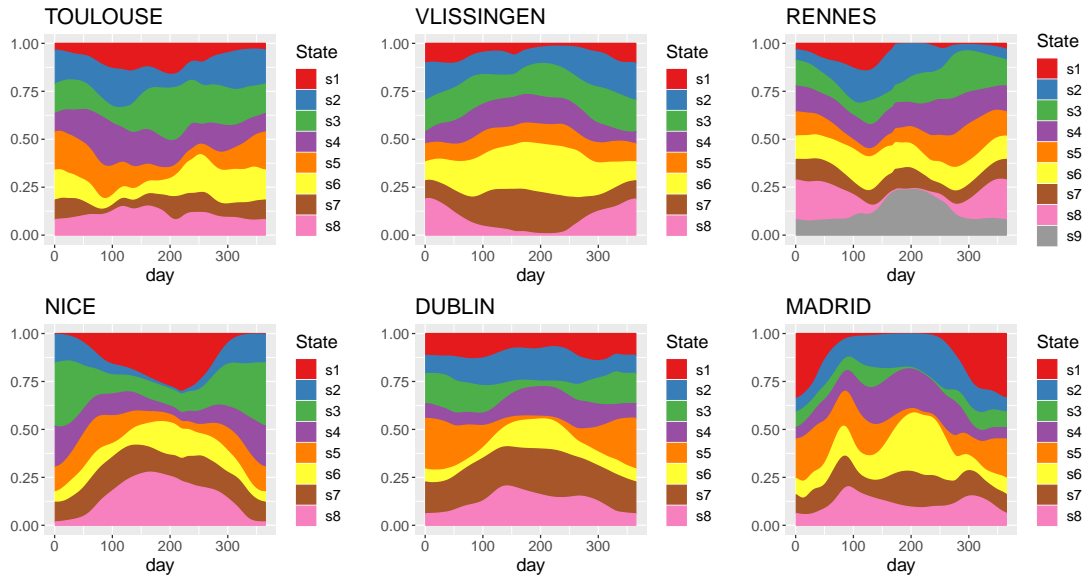 TOULOUSE
1.00
0.75
0.50
0.25
0.00
0 100 200 300
day
State
s1
s2
s3
s4
s5
s6
s7
s8
VLISSINGEN
1.00
0.75
0.50
0.25
0.00
0 100 200 300
day
State
s1
s2
s3
s4
s5
s6
s7
s8
RENNES
1.00
0.75
0.50
0.25
0.00
0 100 200 300
day
State
s1
s2
s3
s4
s5
s6
s7
s8
s9
NICE
1.00
0.75
0.50
0.25
0.00
0 100 200 300
State
s1
s2
s3
s4
s5
s6
s7
s8
DUBLIN
1.00
0.75
0.50
0.25
0.00
0 100 200 300
day
State
s1
s2
s3
s4
s5
s6
s7
s8
MADRID
1.00
0.75
0.50
0.25
0.00
0 100 200 300
day
State
s1
s2
s3
s4
s5
s6
s7
s8